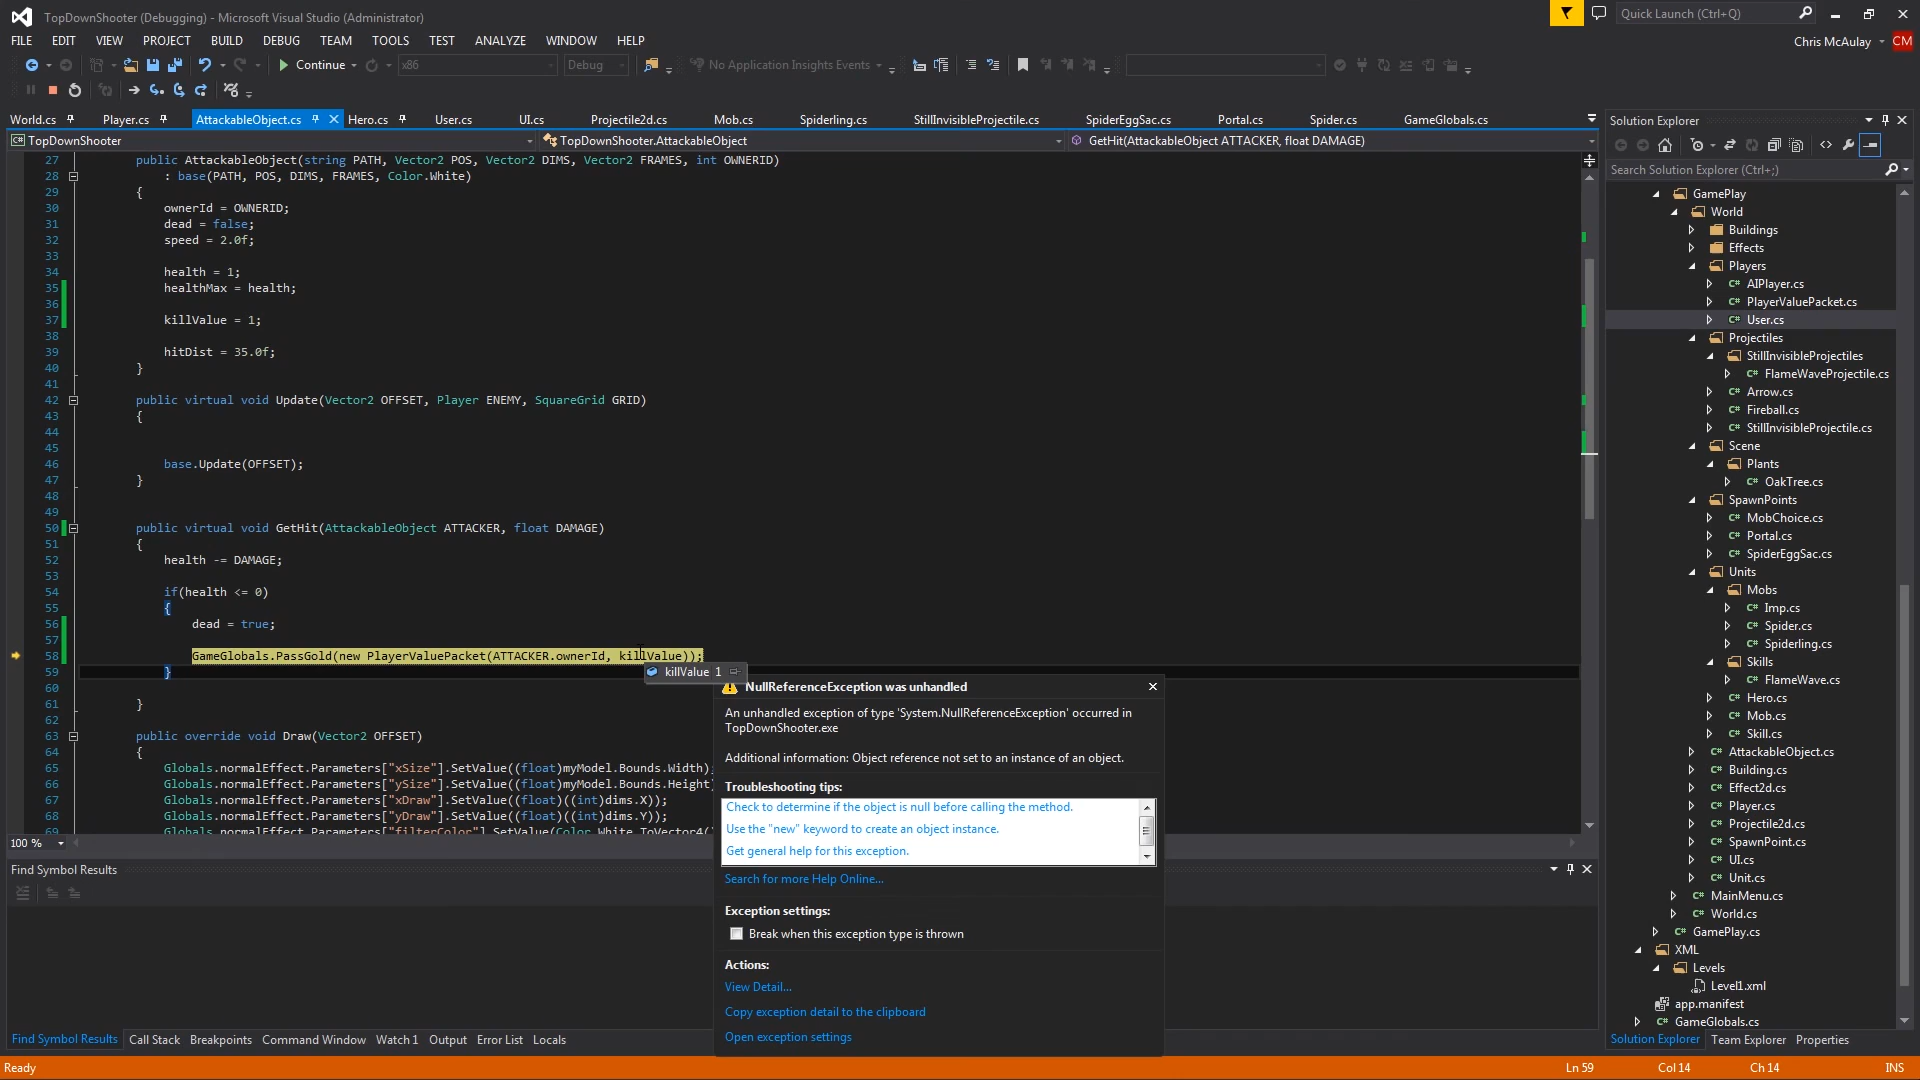 TopDownShooter (Debugging) - Microsoft Visual Studio (Administrator)
Quick Launch (Ctrl+Q)
FILE EDIT VIEW PROJECT BUILD DEBUG TEAM TOOLS TEST ANALYZE WINDOW HELP
Chris McAulay CM
Continue x86 Debug No Application Insights Events
World.cs Player.cs AttackableObject.cs Hero.cs User.cs UI.cs Projectile2d.cs Mob.cs Spiderling.cs StillInvisibleProjectile.cs SpiderEggSac.cs Portal.cs Spider.cs GameGlobals.cs
TopDownShooter TopDownShooter.AttackableObject GetHit(AttackableObject ATTACKER, float DAMAGE)
27 public AttackableObject(string PATH, Vector2 POS, Vector2 DIMS, Vector2 FRAMES, int OWNERID)
28 : base(PATH, POS, DIMS, FRAMES, Color.White)
29 {
30 ownerId = OWNERID;
31 dead = false;
32 speed = 2.0f;
33
34 health = 1;
35 healthMax = health;
36
37 killValue = 1;
38
39 hitDist = 35.0f;
40 }
41
42 public virtual void Update(Vector2 OFFSET, Player ENEMY, SquareGrid GRID)
43 {
44
45
46 base.Update(OFFSET);
47 }
48
49
50 public virtual void GetHit(AttackableObject ATTACKER, float DAMAGE)
51 {
52 health -= DAMAGE;
53
54 if(health <= 0)
55 {
56 dead = true;
57
58 GameGlobals.PassGold(new PlayerValuePacket(ATTACKER.ownerId, killValue));
59 }
killValue 1
60
61 }
62
63 public override void Draw(Vector2 OFFSET)
64 {
65 Globals.normalEffect.Parameters["xSize"].SetValue((float)myModel.Bounds.Width);
66 Globals.normalEffect.Parameters["ySize"].SetValue((float)myModel.Bounds.Height)
67 Globals.normalEffect.Parameters["xDraw"].SetValue((float)((int)dims.X));
68 Globals.normalEffect.Parameters["yDraw"].SetValue((float)((int)dims.Y));
69 Globals.normalEffect.Parameters["filterColor"].SetValue(Color.White.ToVector4()
100 %
NullReferenceException was unhandled
An unhandled exception of type 'System.NullReferenceException' occurred in
TopDownShooter.exe
Additional information: Object reference not set to an instance of an object.
Troubleshooting tips:
Check to determine if the object is null before calling the method.
Use the "new" keyword to create an object instance.
Get general help for this exception.
Search for more Help Online...
Exception settings:
Break when this exception type is thrown
Actions:
View Detail...
Copy exception detail to the clipboard
Open exception settings
Find Symbol Results
Find Symbol Results Call Stack Breakpoints Command Window Watch 1 Output Error List Locals
Solution Explorer
Search Solution Explorer (Ctrl+;)
GamePlay
World
Buildings
Effects
Players
C# AIPlayer.cs
C# PlayerValuePacket.cs
C# User.cs
Projectiles
StillInvisibleProjectiles
C# FlameWaveProjectile.cs
C# Arrow.cs
C# Fireball.cs
C# StillInvisibleProjectile.cs
Scene
Plants
C# OakTree.cs
SpawnPoints
C# MobChoice.cs
C# Portal.cs
C# SpiderEggSac.cs
Units
Mobs
C# Imp.cs
C# Spider.cs
C# Spiderling.cs
Skills
C# FlameWave.cs
C# Hero.cs
C# Mob.cs
C# Skill.cs
C# AttackableObject.cs
C# Building.cs
C# Effect2d.cs
C# Player.cs
C# Projectile2d.cs
C# SpawnPoint.cs
C# UI.cs
C# Unit.cs
C# MainMenu.cs
C# World.cs
C# GamePlay.cs
XML
Levels
Level1.xml
app.manifest
C# GameGlobals.cs
Solution Explorer Team Explorer Properties
Ready Ln 59 Col 14 Ch 14 INS